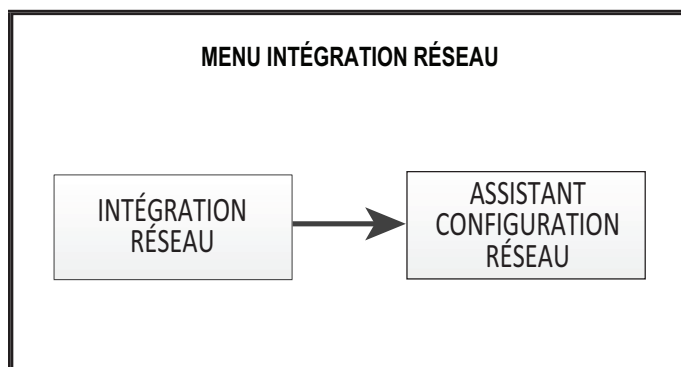 MENU INTÉGRATION RÉSEAU
INTÉGRATION
RÉSEAU
ASSISTANT
CONFIGURATION
RÉSEAU